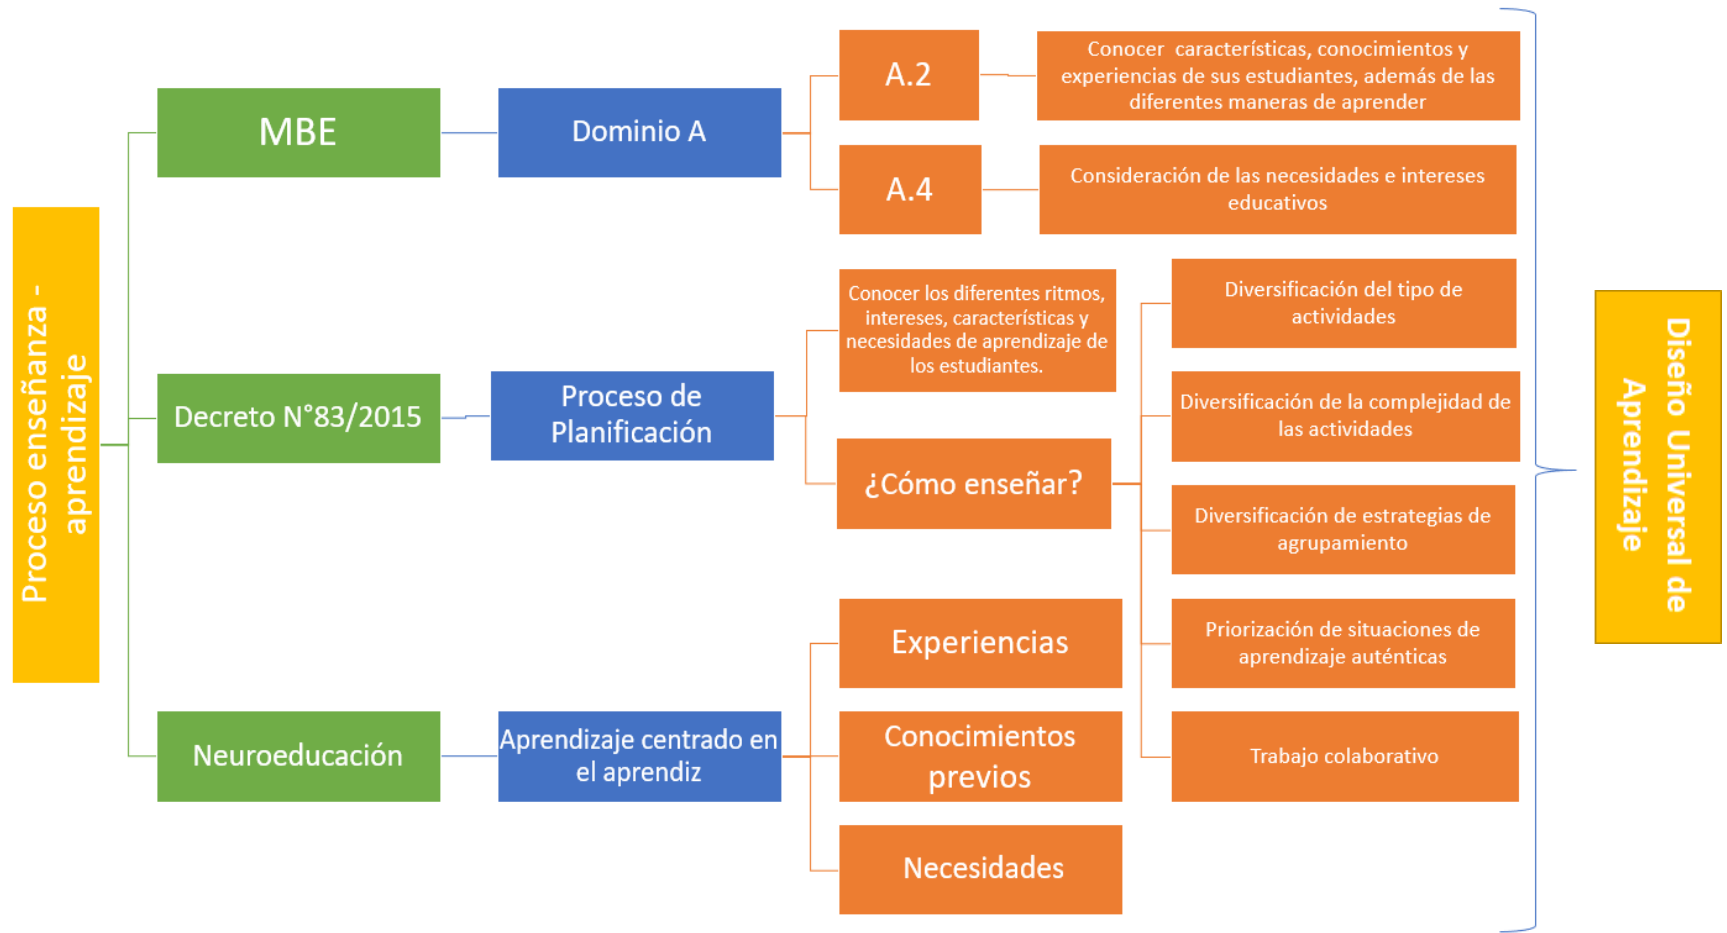 Proceso enseñanza -
aprendizaje
MBE
Dominio A
A.2
Conocer características, conocimientos y
experiencias de sus estudiantes, además de las
diferentes maneras de aprender
A.4
Consideración de las necesidades e intereses
educativos
Decreto N°83/2015
Proceso de
Planificación
Conocer los diferentes ritmos,
intereses, características y
necesidades de aprendizaje de
los estudiantes.
¿Cómo enseñar?
Diversificación del tipo de
actividades
Diversificación de la complejidad de
las actividades
Diversificación de estrategias de
agrupamiento
Priorización de situaciones de
aprendizaje auténticas
Trabajo colaborativo
Neuroeducación
Aprendizaje centrado en
el aprendiz
Experiencias
Conocimientos
previos
Necesidades
Diseño Universal de
Aprendizaje